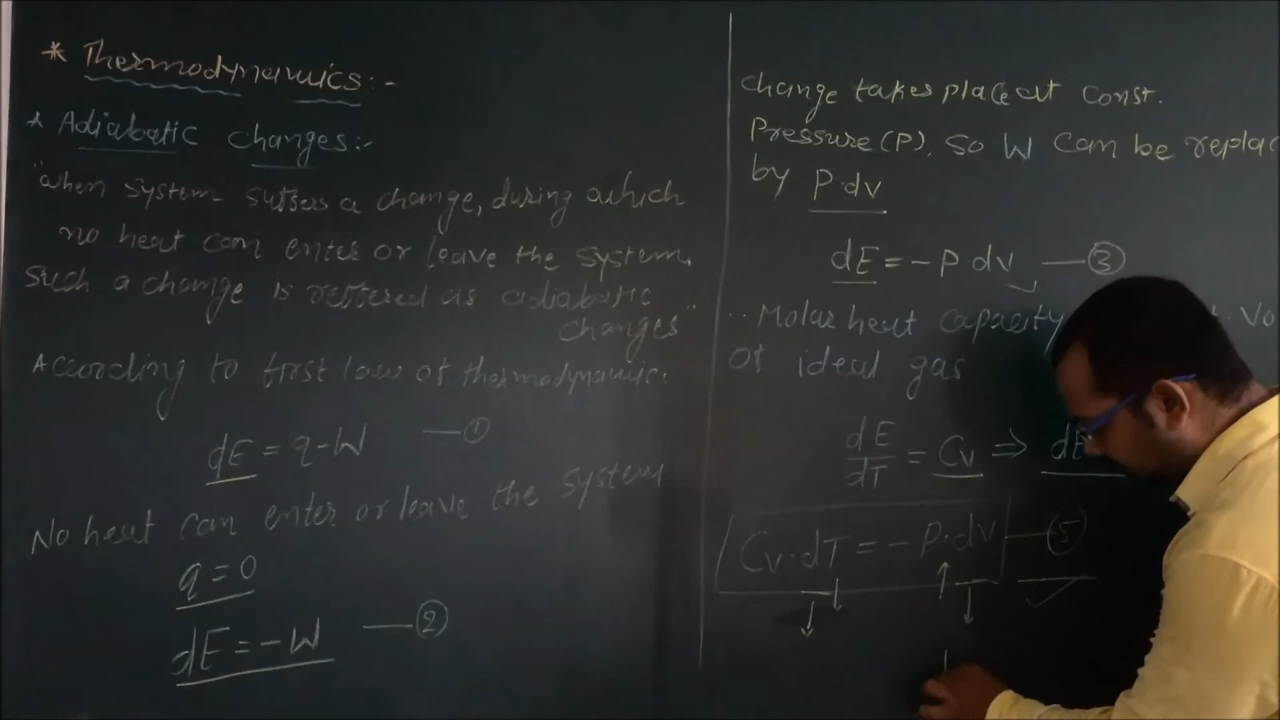 * Thermodynamics:-
* Adiabatic changes:-
"when system suffers a change, during which
no heat can enter or leave the system.
such a change is reffered as adiabatic
changes"
According to first law of thermodynamic.
dE = q - W —①
No heat can enter or leave the system
q = 0
dE = - W —②
change takes place at const.
Pressure (P), So W can be
by P·dv
dE = - P·dv —③
Molar heat capacity
of ideal gas
dE/dT = Cv ⇒ dE
Cv·dT = - P·dv —⑤